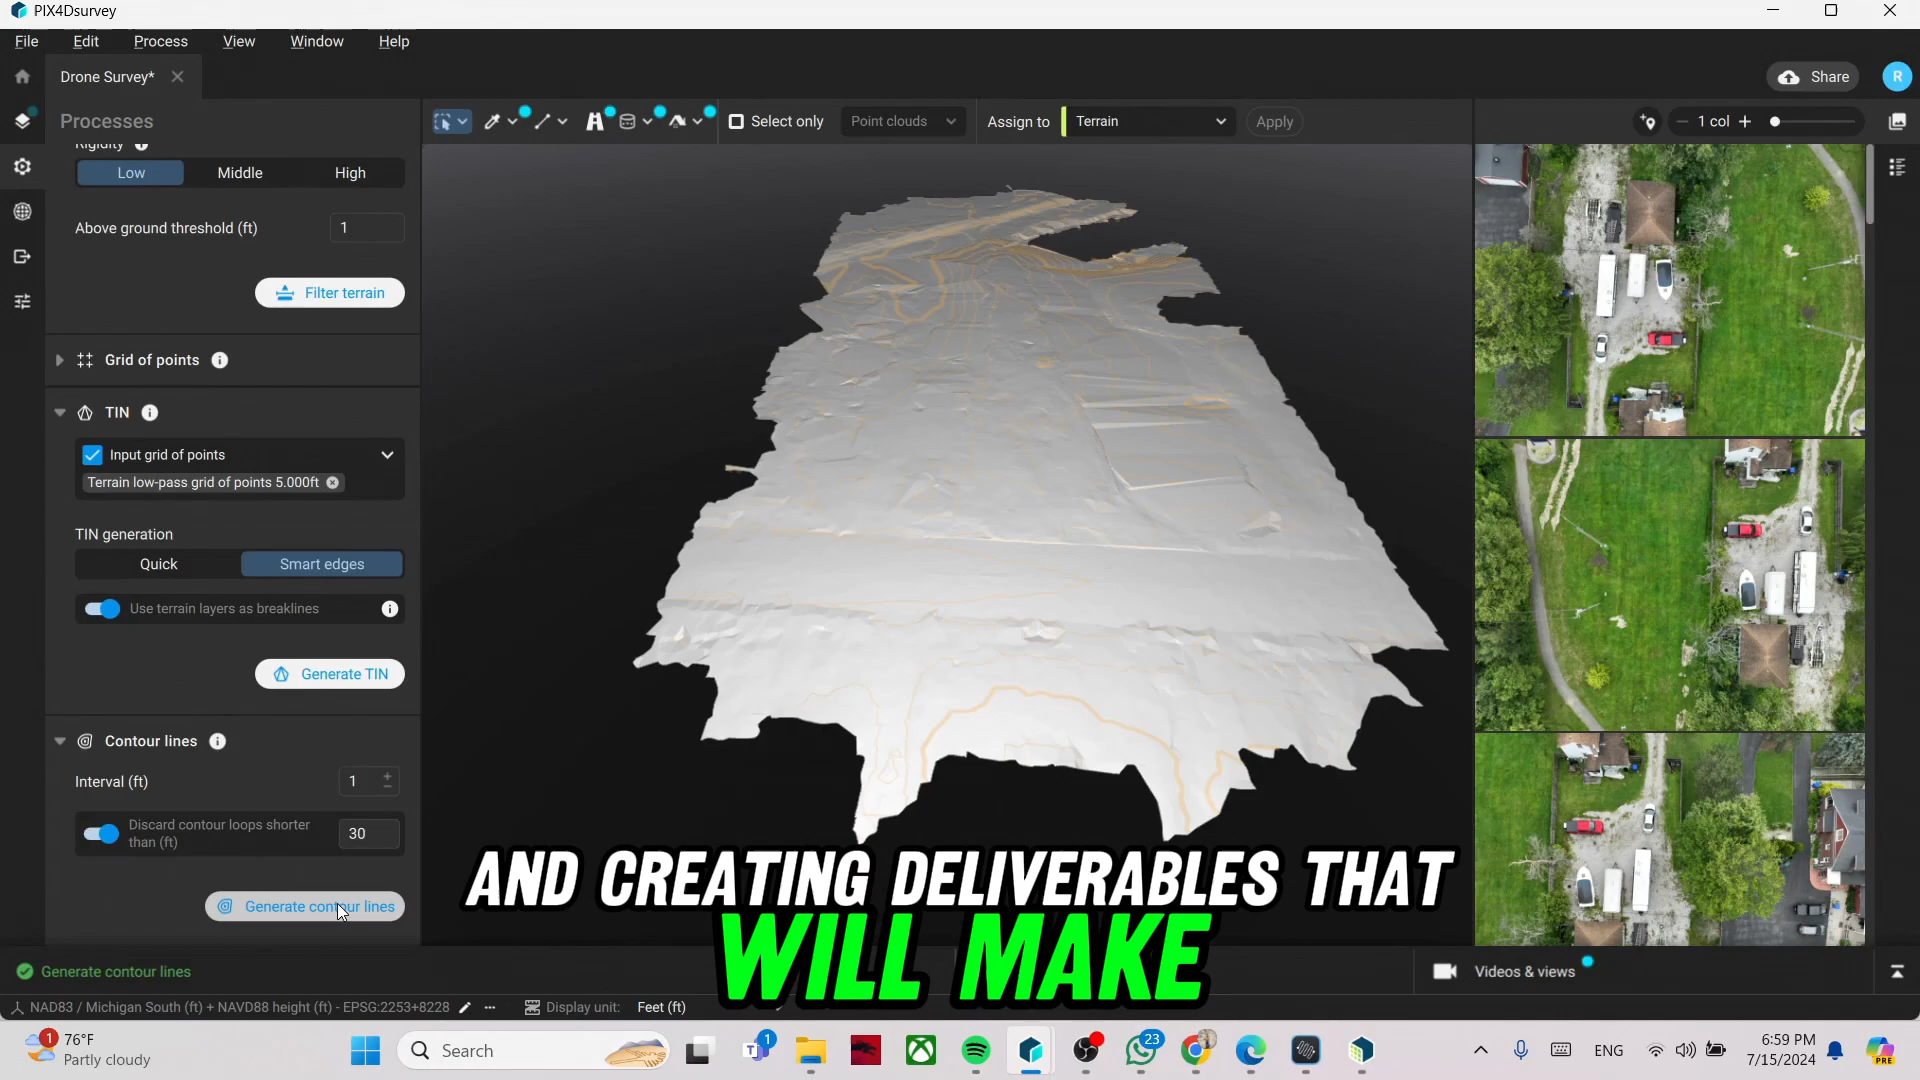 PIX4Dsurvey
File Edit Process View Window Help
Drone Survey*
Share
R
Processes
Select only
Point clouds
Assign to
Terrain
Apply
1 col
Rigidity
Low Middle High
Above ground threshold (ft) 1
Filter terrain
Grid of points
TIN
Input grid of points
Terrain low-pass grid of points 5.000ft
TIN generation
Quick Smart edges
Use terrain layers as breaklines
Generate TIN
Contour lines
Interval (ft) 1
Discard contour loops shorter
than (ft)
30
Generate contour lines
AND CREATING DELIVERABLES THAT
WILL MAKE
Generate contour lines
Videos & views
NAD83 / Michigan South (ft) + NAVD88 height (ft) - EPSG:2253+8228
Display unit: Feet (ft)
1
76°F
Partly cloudy
Search
1
23
ENG
6:59 PM
7/15/2024
PRE